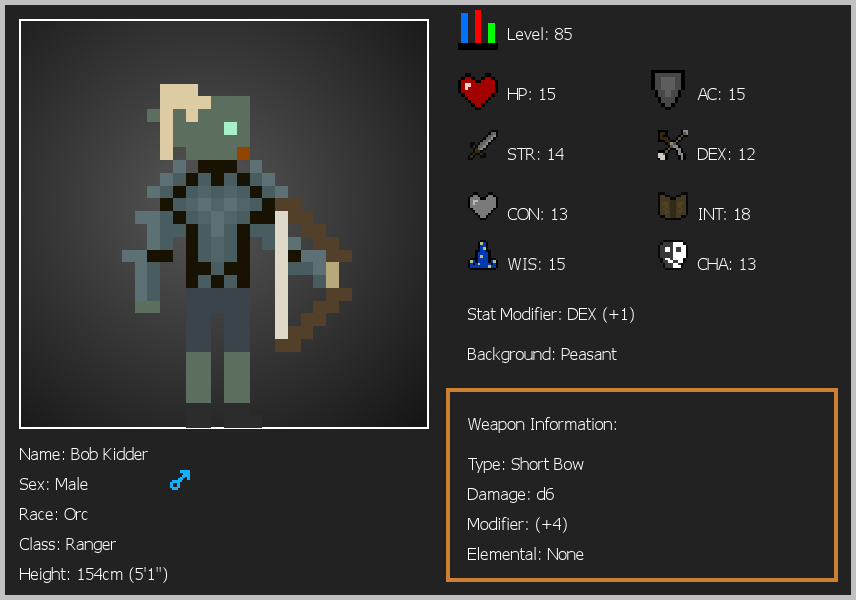 Level: 85
HP: 15
AC: 15
STR: 14
DEX: 12
CON: 13
INT: 18
WIS: 15
CHA: 13
Stat Modifier: DEX (+1)
Background: Peasant
Weapon Information:
Type: Short Bow
Damage: d6
Modifier: (+4)
Elemental: None
Name: Bob Kidder
Sex: Male
Race: Orc
Class: Ranger
Height: 154cm (5'1")